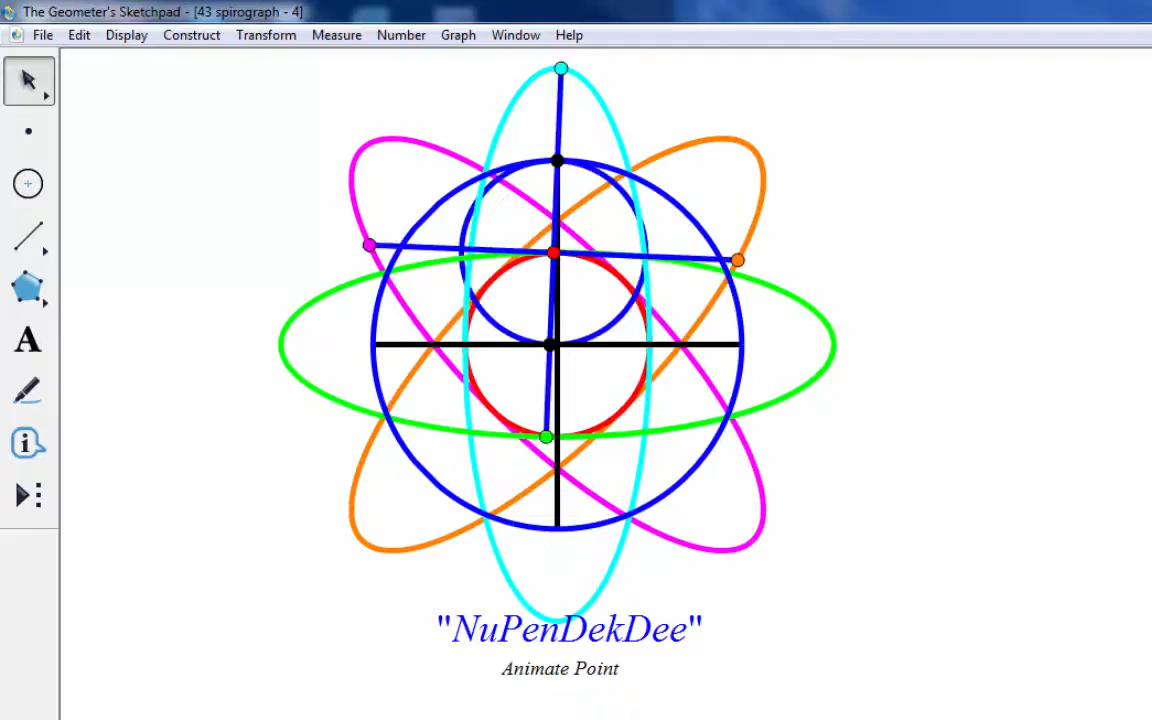 The Geometer's Sketchpad - [43 spirograph - 4]
File Edit Display Construct Transform Measure Number Graph Window Help
A
i
"NuPenDekDee"
Animate Point